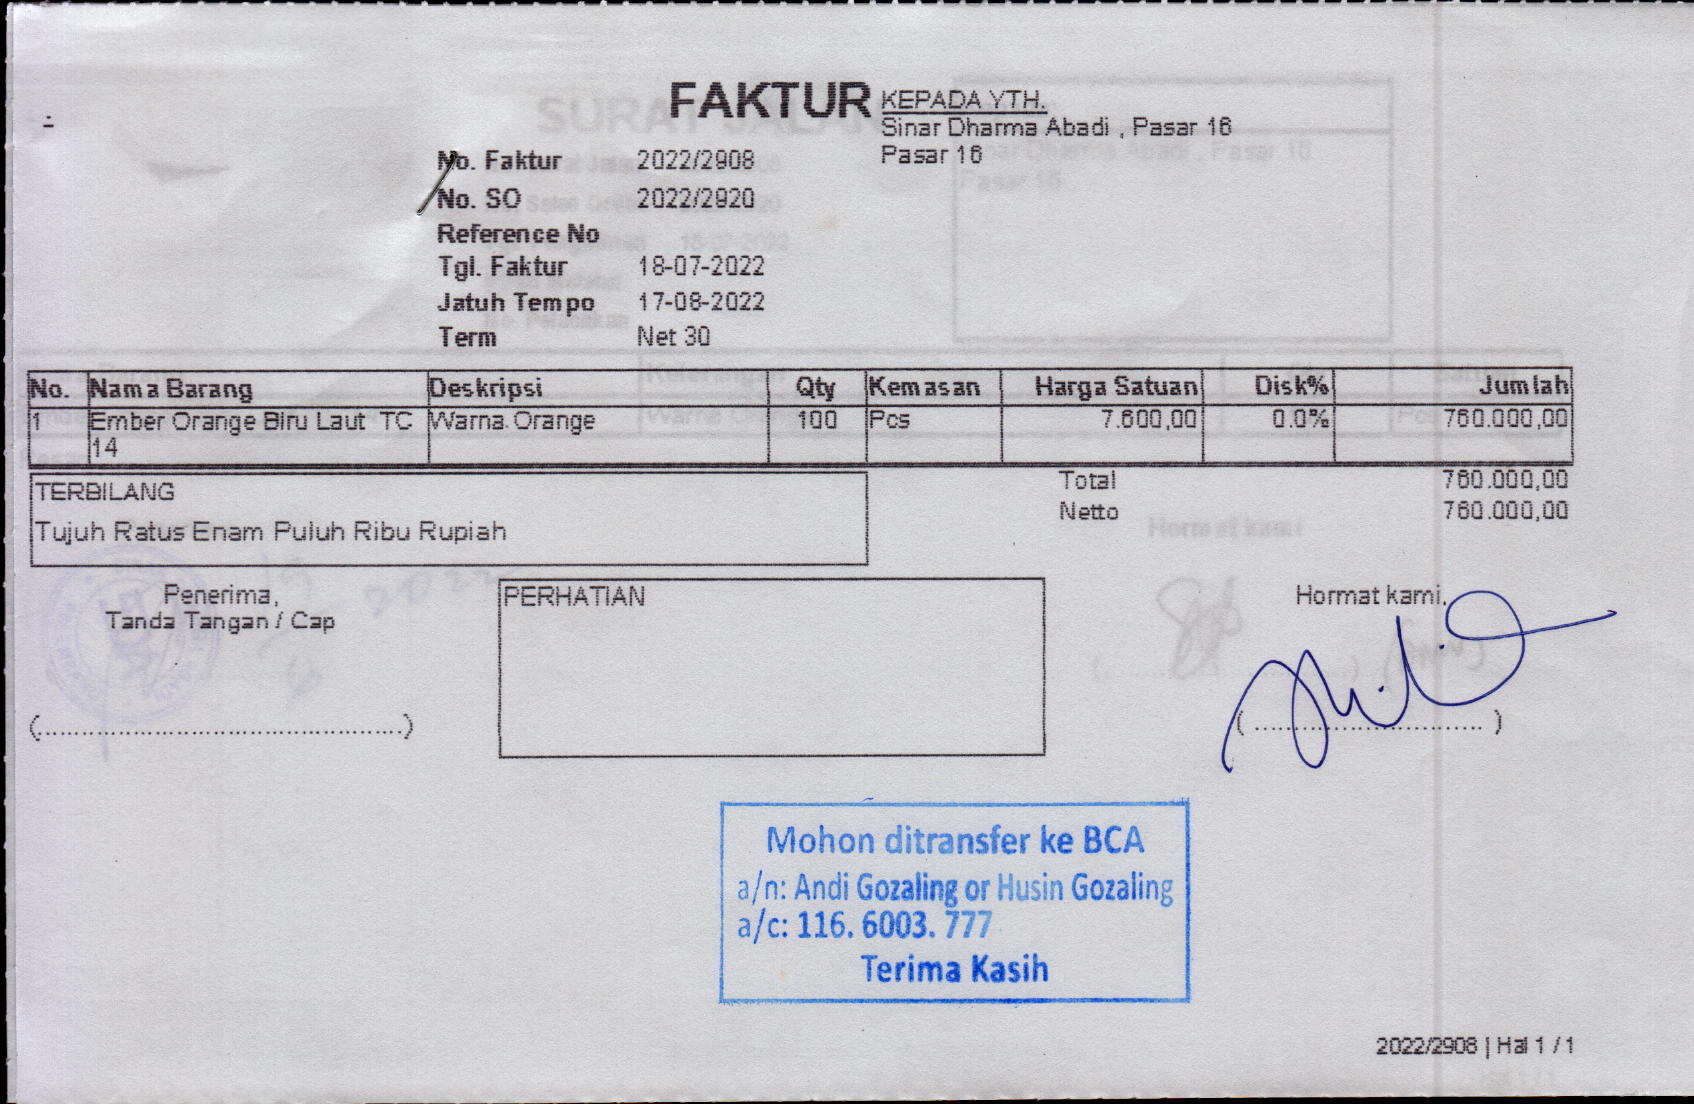 FAKTUR
KEPADA YTH.
Sinar Dharma Abadi , Pasar 16
Pasar 16
No. Faktur 2022/2908
No. SO 2022/2920
Reference No
Tgl. Faktur 18-07-2022
Jatuh Tempo 17-08-2022
Term Net 30
No. Nama Barang Deskripsi Qty Kemasan Harga Satuan Disk% Jumlah
1 Ember Orange Biru Laut TC Warna Orange 100 Pcs 7.600,00 0.0% 760.000,00
14
Total 760.000,00
Netto 760.000,00
TERBILANG
Tujuh Ratus Enam Puluh Ribu Rupiah
Penerima,
Tanda Tangan / Cap
(..............................................)
PERHATIAN
Hormat kami,
( ................................ )
Mohon ditransfer ke BCA
a/n: Andi Gozaling or Husin Gozaling
a/c: 116. 6003. 777
Terima Kasih
2022/2908 | Hal 1 / 1